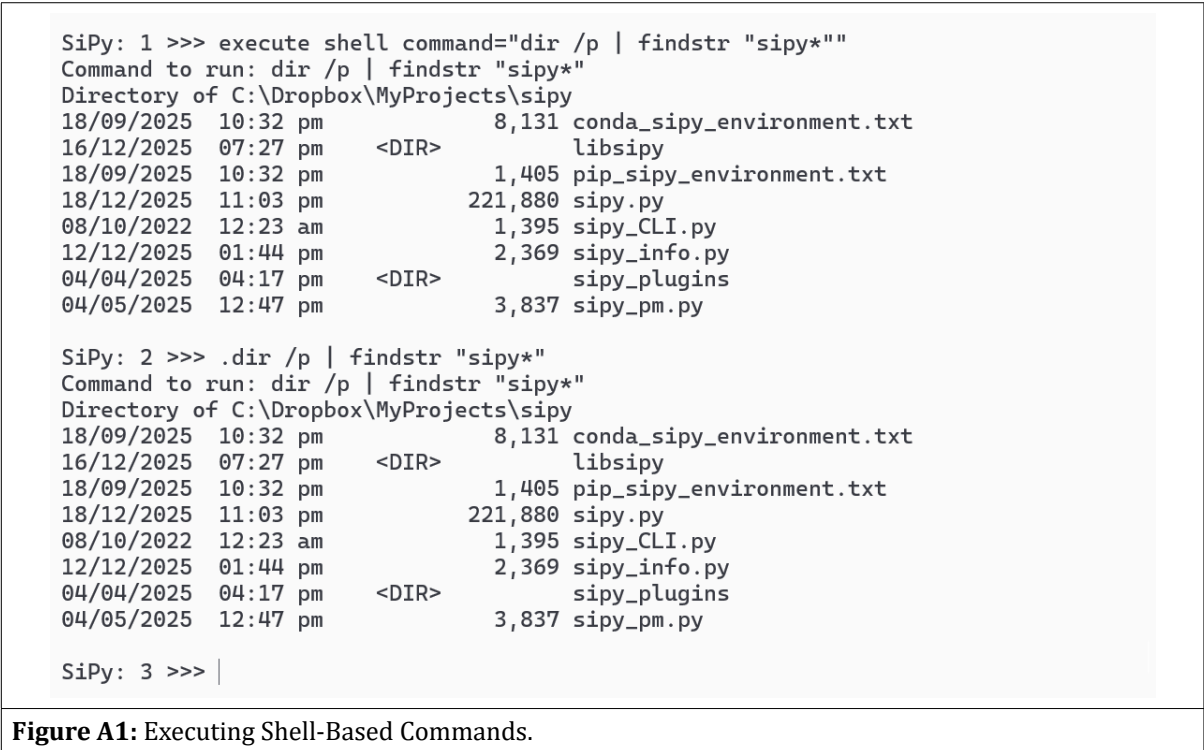 SiPy: 1 >>> execute shell command="dir /p | findstr "sipy*""
Command to run: dir /p | findstr "sipy*"
Directory of C:\Dropbox\MyProjects\sipy
18/09/2025  10:32 pm             8,131 conda_sipy_environment.txt
16/12/2025  07:27 pm    <DIR>          libsipy
18/09/2025  10:32 pm             1,405 pip_sipy_environment.txt
18/12/2025  11:03 pm           221,880 sipy.py
08/10/2022  12:23 am             1,395 sipy_CLI.py
12/12/2025  01:44 pm             2,369 sipy_info.py
04/04/2025  04:17 pm    <DIR>          sipy_plugins
04/05/2025  12:47 pm             3,837 sipy_pm.py

SiPy: 2 >>> .dir /p | findstr "sipy*"
Command to run: dir /p | findstr "sipy*"
Directory of C:\Dropbox\MyProjects\sipy
18/09/2025  10:32 pm             8,131 conda_sipy_environment.txt
16/12/2025  07:27 pm    <DIR>          libsipy
18/09/2025  10:32 pm             1,405 pip_sipy_environment.txt
18/12/2025  11:03 pm           221,880 sipy.py
08/10/2022  12:23 am             1,395 sipy_CLI.py
12/12/2025  01:44 pm             2,369 sipy_info.py
04/04/2025  04:17 pm    <DIR>          sipy_plugins
04/05/2025  12:47 pm             3,837 sipy_pm.py

SiPy: 3 >>>
Figure A1: Executing Shell-Based Commands.